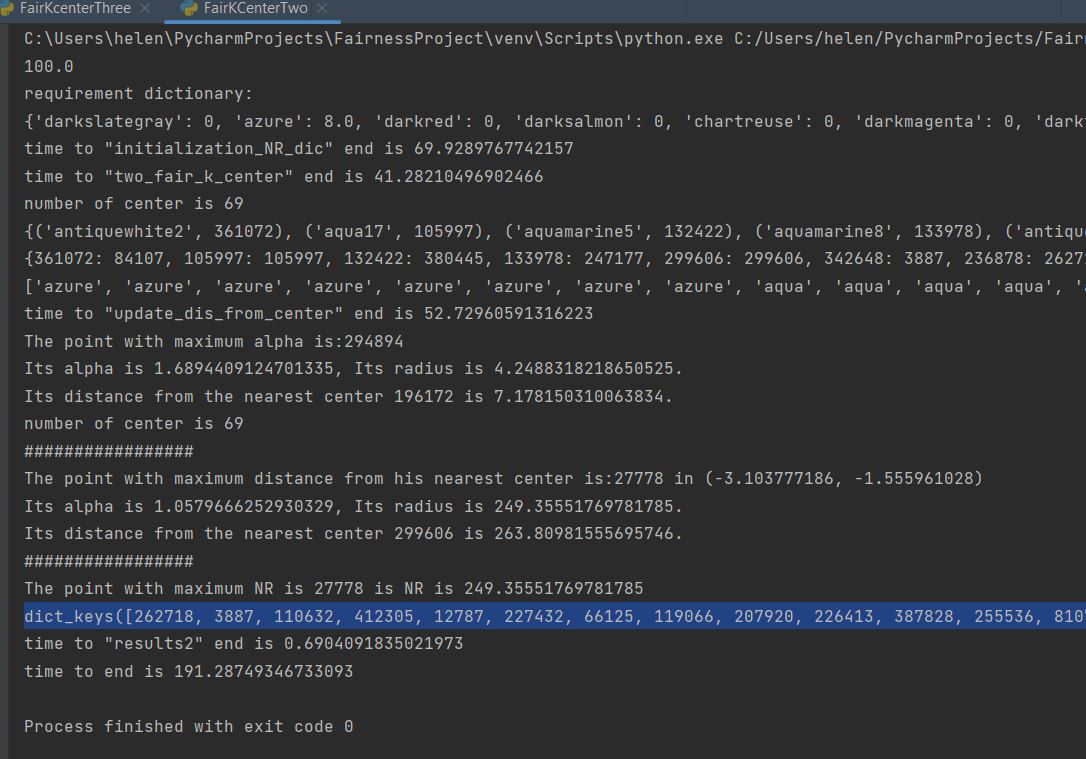 FairKcenterThree FairKCenterTwo
C:\Users\helen\PycharmProjects\FairnessProject\venv\Scripts\python.exe C:/Users/helen/PycharmProjects/Fair
100.0
requirement dictionary:
{'darkslategray': 0, 'azure': 8.0, 'darkred': 0, 'darksalmon': 0, 'chartreuse': 0, 'darkmagenta': 0, 'dark
time to "initialization_NR_dic" end is 69.9289767742157
time to "two_fair_k_center" end is 41.28210496902466
number of center is 69
{('antiquewhite2', 361072), ('aqua17', 105997), ('aquamarine5', 132422), ('aquamarine8', 133978), ('antique
{361072: 84107, 105997: 105997, 132422: 380445, 133978: 247177, 299606: 299606, 342648: 3887, 236878: 2627
['azure', 'azure', 'azure', 'azure', 'azure', 'azure', 'azure', 'azure', 'aqua', 'aqua', 'aqua', 'aqua', '
time to "update_dis_from_center" end is 52.72960591316223
The point with maximum alpha is:294894
Its alpha is 1.6894409124701335, Its radius is 4.2488318218650525.
Its distance from the nearest center 196172 is 7.178150310063834.
number of center is 69
#################
The point with maximum distance from his nearest center is:27778 in (-3.103777186, -1.555961028)
Its alpha is 1.0579666252930329, Its radius is 249.35551769781785.
Its distance from the nearest center 299606 is 263.80981555695746.
#################
The point with maximum NR is 27778 is NR is 249.35551769781785
dict_keys([262718, 3887, 110632, 412305, 12787, 227432, 66125, 119066, 207920, 226413, 387828, 255536, 810
time to "results2" end is 0.6904091835021973
time to end is 191.28749346733093
Process finished with exit code 0